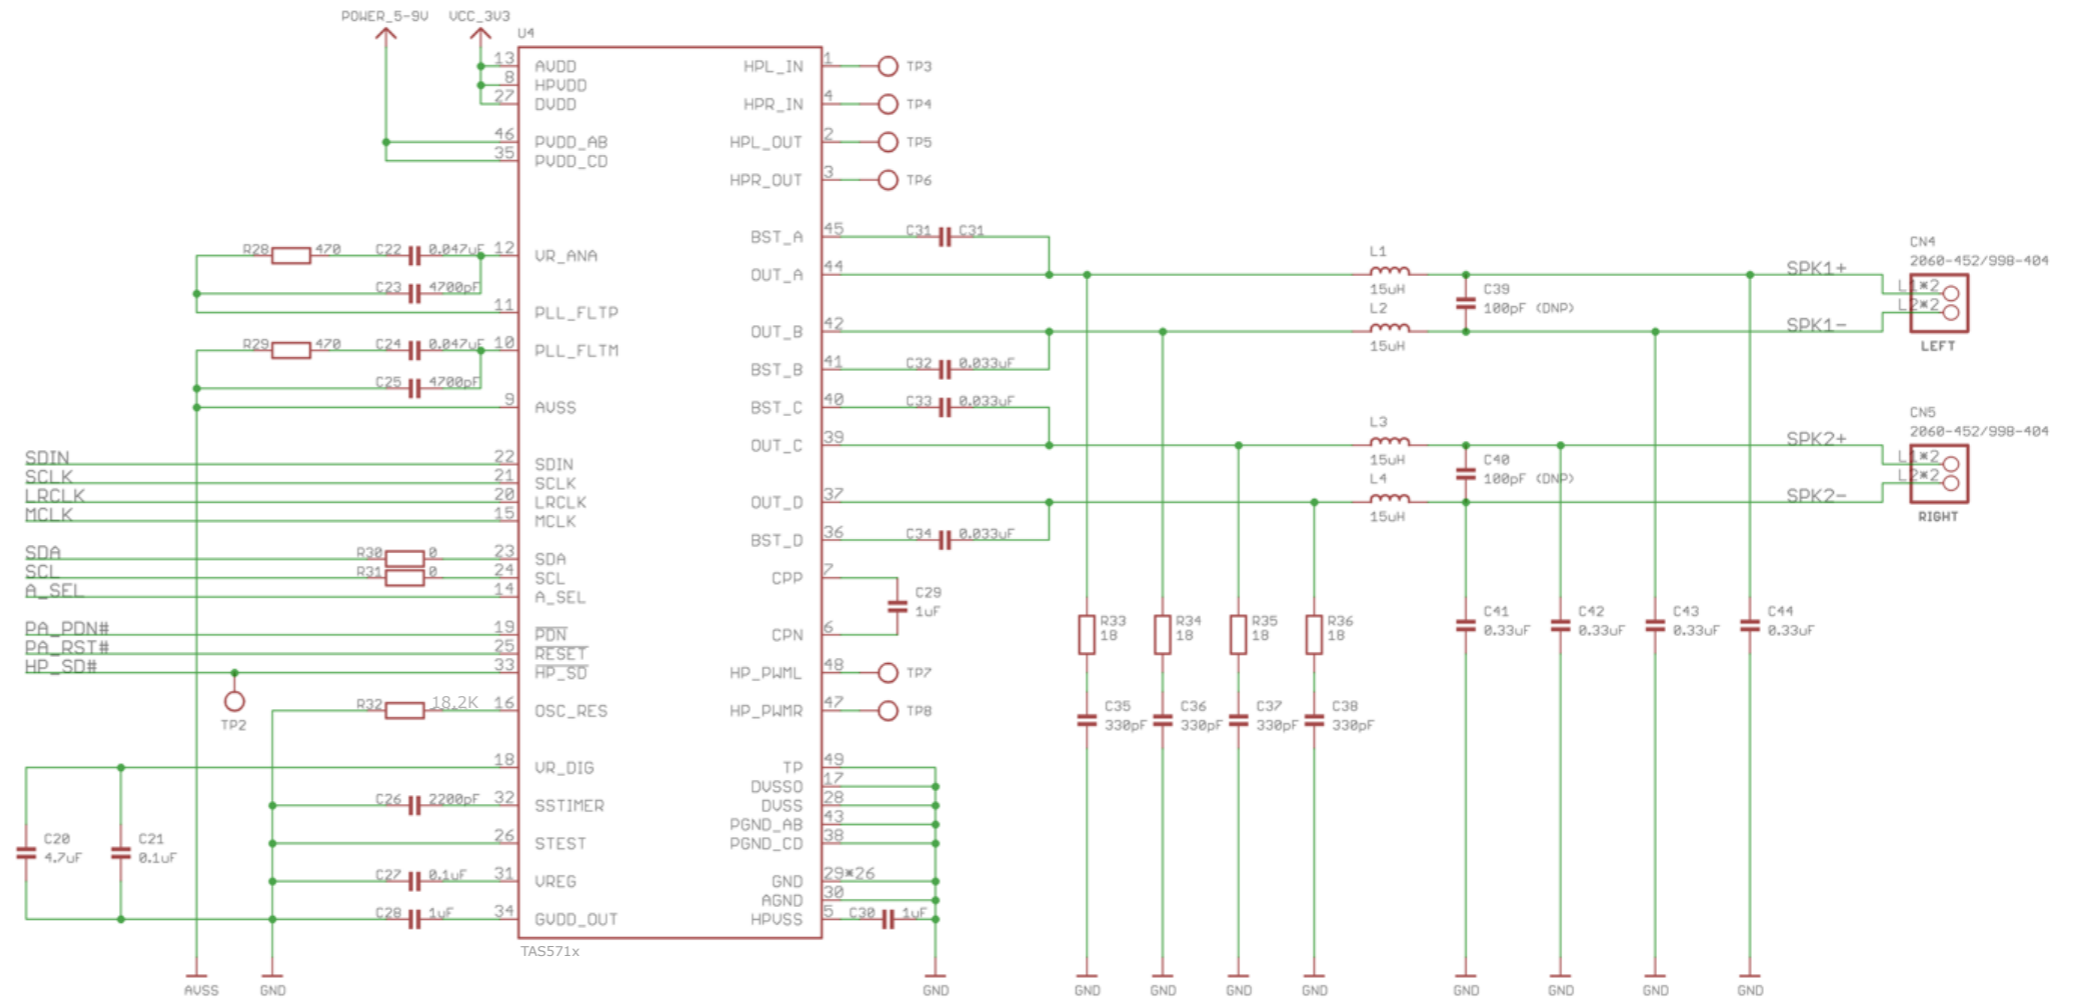 POWER_5-9V VCC_3V3
U4
13 AVDD
8 HPVDD
27 DVDD
46 PVDD_AB
35 PVDD_CD
R28 470 C22 0.047uF 12 VR_ANA
C23 4700pF
11 PLL_FLTP
R29 470 C24 0.047uF 10 PLL_FLTM
C25 4700pF
9 AVSS
SDIN 22 SDIN
SCLK 21 SCLK
LRCLK 20 LRCLK
MCLK 15 MCLK
SDA R30 0 23 SDA
SCL R31 0 24 SCL
A_SEL 14 A_SEL
PA_PDN# 19 PDN
PA_RST# 25 RESET
HP_SD# 33 HP_SD
TP2
R32 18.2K 16 OSC_RES
18 VR_DIG
C26 2200pF 32 SSTIMER
26 STEST
C20 4.7uF
C21 0.1uF
C27 0.1uF 31 VREG
C28 1uF 34 GVDD_OUT
TAS571x
AVSS GND
HPL_IN 1 TP3
HPR_IN 4 TP4
HPL_OUT 2 TP5
HPR_OUT 3 TP6
BST_A 45 C31 C31
OUT_A 44
OUT_B 42
BST_B 41 C32 0.033uF
BST_C 40 C33 0.033uF
OUT_C 39
OUT_D 37
BST_D 36 C34 0.033uF
CPP 7
C29 1uF
CPN 6
HP_PWML 48 TP7
HP_PWMR 47 TP8
TP 49
DVSSO 17
DVSS 28
PGND_AB 43
PGND_CD 38
GND 29*26
AGND 30
HPVSS 5 C30 1uF
GND
L1
15uH
L2
15uH
C39
100pF (DNP)
L3
15uH
L4
15uH
C40
100pF (DNP)
SPK1+
SPK1-
CN4
2060-452/998-404
L1*2
L2*2
LEFT
SPK2+
SPK2-
CN5
2060-452/998-404
L1*2
L2*2
RIGHT
R33 18
R34 18
R35 18
R36 18
C35 330pF
C36 330pF
C37 330pF
C38 330pF
C41 0.33uF
C42 0.33uF
C43 0.33uF
C44 0.33uF
GND GND GND GND GND GND GND GND